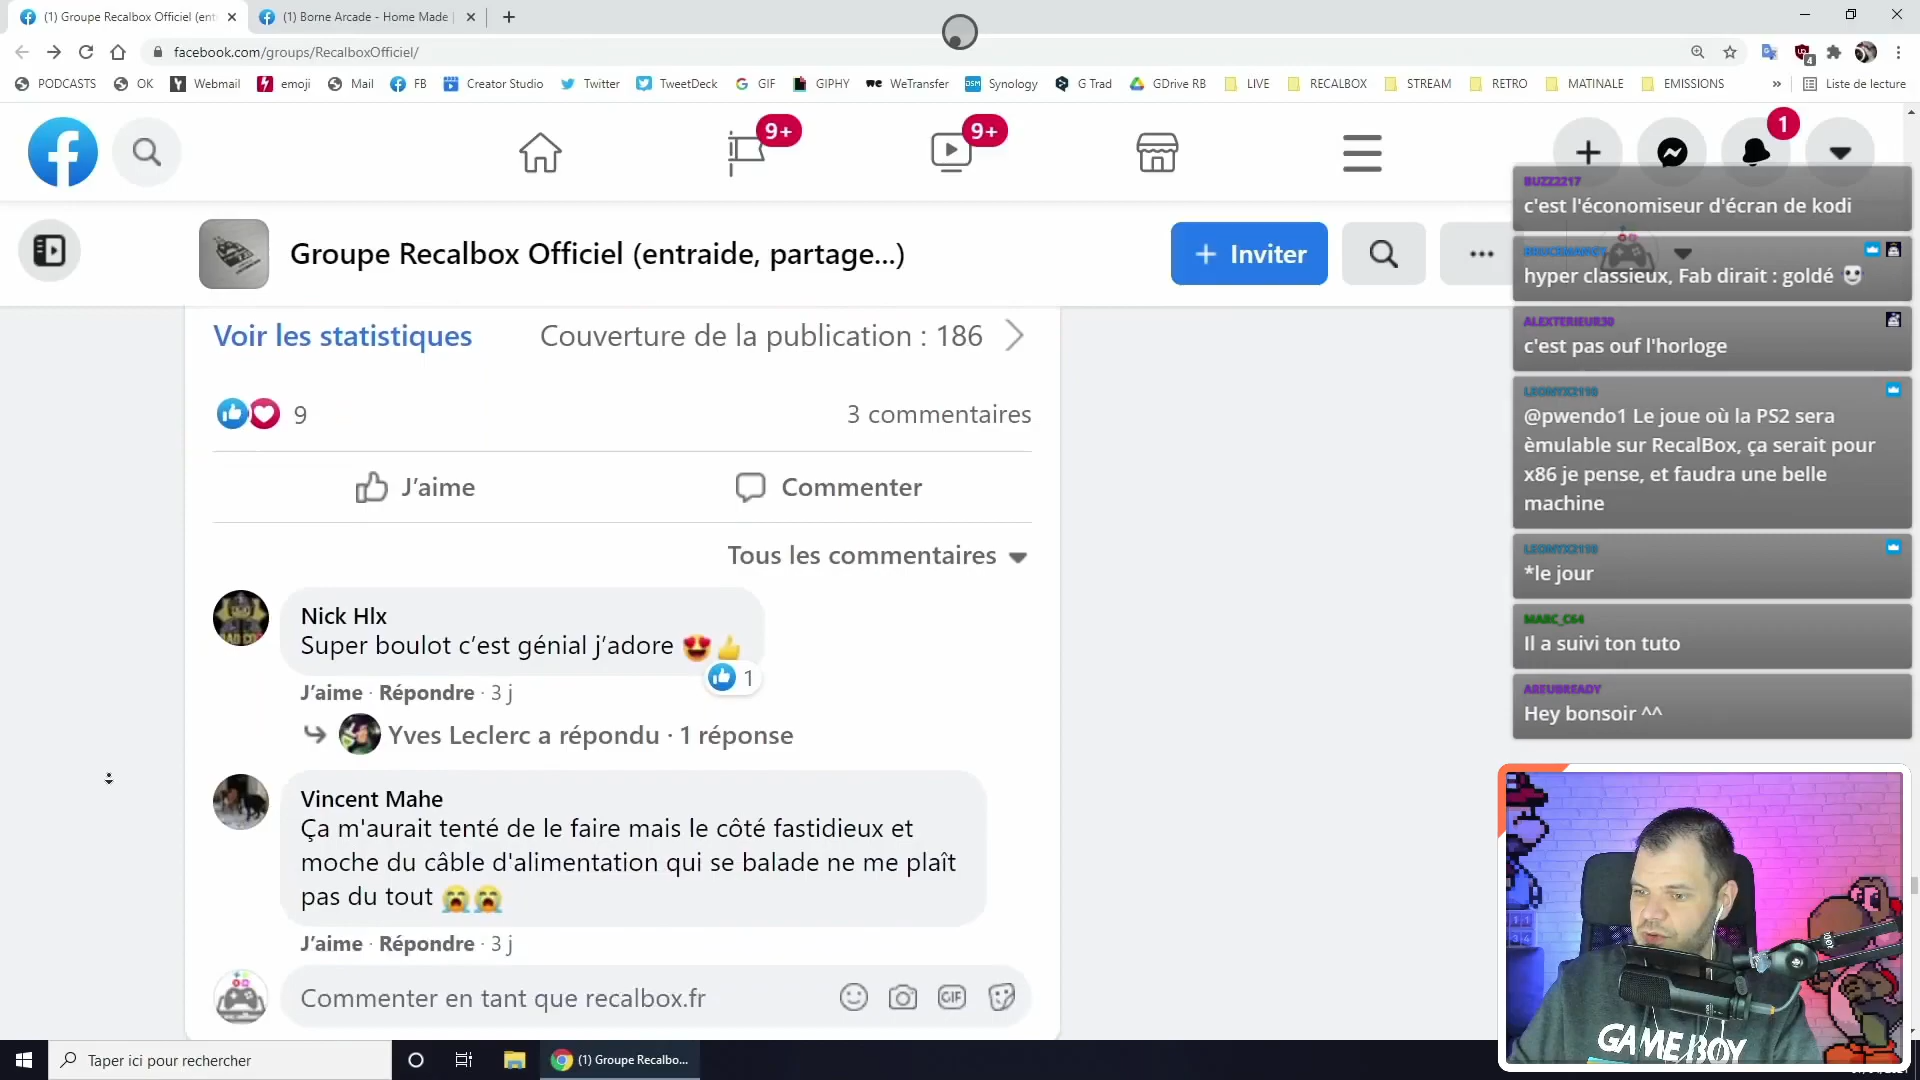 (1) Groupe Recalbox Officiel (ent
(1) Borne Arcade - Home Made
facebook.com/groups/RecalboxOfficiel/
PODCASTS
OK
Webmail
emoji
Mail
FB
Creator Studio
Twitter
TweetDeck
GIF
GIPHY
WeTransfer
Synology
G Trad
GDrive RB
LIVE
RECALBOX
STREAM
RETRO
MATINALE
EMISSIONS
»
Liste de lecture
9+
9+
1
Groupe Recalbox Officiel (entraide, partage...)
+ Inviter
Voir les statistiques
Couverture de la publication : 186
9
3 commentaires
J’aime
Commenter
Tous les commentaires
Nick Hlx
Super boulot c’est génial j’adore 😍👍
1
J’aime · Répondre · 3 j
Yves Leclerc a répondu · 1 réponse
Vincent Mahe
Ça m'aurait tenté de le faire mais le côté fastidieux et
moche du câble d'alimentation qui se balade ne me plaît
pas du tout 😭😭
J’aime · Répondre · 3 j
Commenter en tant que recalbox.fr
GIF
BUZZ2217
c'est l'économiseur d'écran de kodi
hyper classieux, Fab dirait : goldé
ALEXTERIEUR30
c'est pas ouf l'horloge
LEONYX2110
@pwendo1 Le joue où la PS2 sera
èmulable sur RecalBox, ça serait pour
x86 je pense, et faudra une belle
machine
LEONYX2110
*le jour
MARC_C64
Il a suivi ton tuto
AREUBREADY
Hey bonsoir ^^
GAMEBOY
Taper ici pour rechercher
(1) Groupe Recalbo...